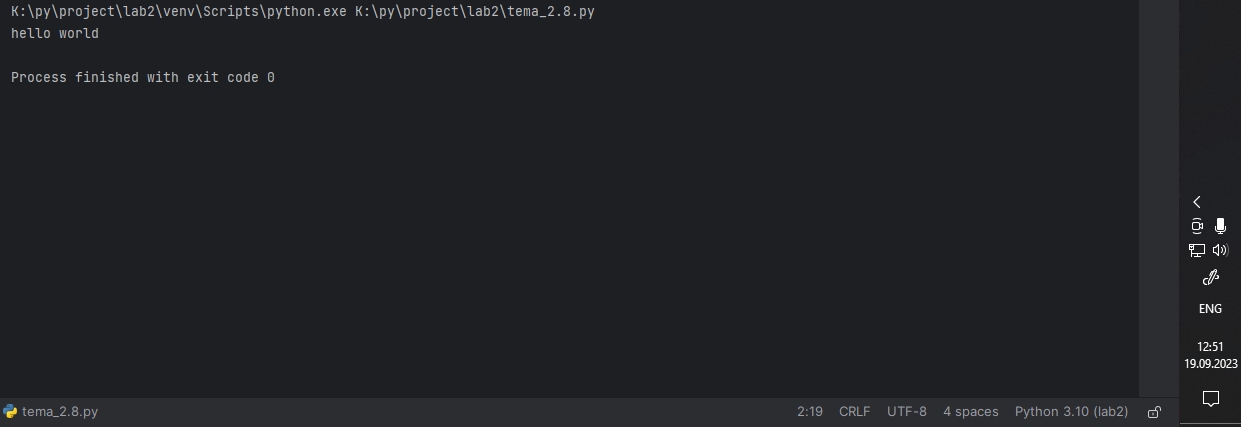 K:\py\project\lab2\venv\Scripts\python.exe K:\py\project\lab2\tema_2.8.py
hello world
Process finished with exit code 0
ENG
12:51
19.09.2023
tema_2.8.py 2:19 CRLF UTF-8 4 spaces Python 3.10 (lab2)